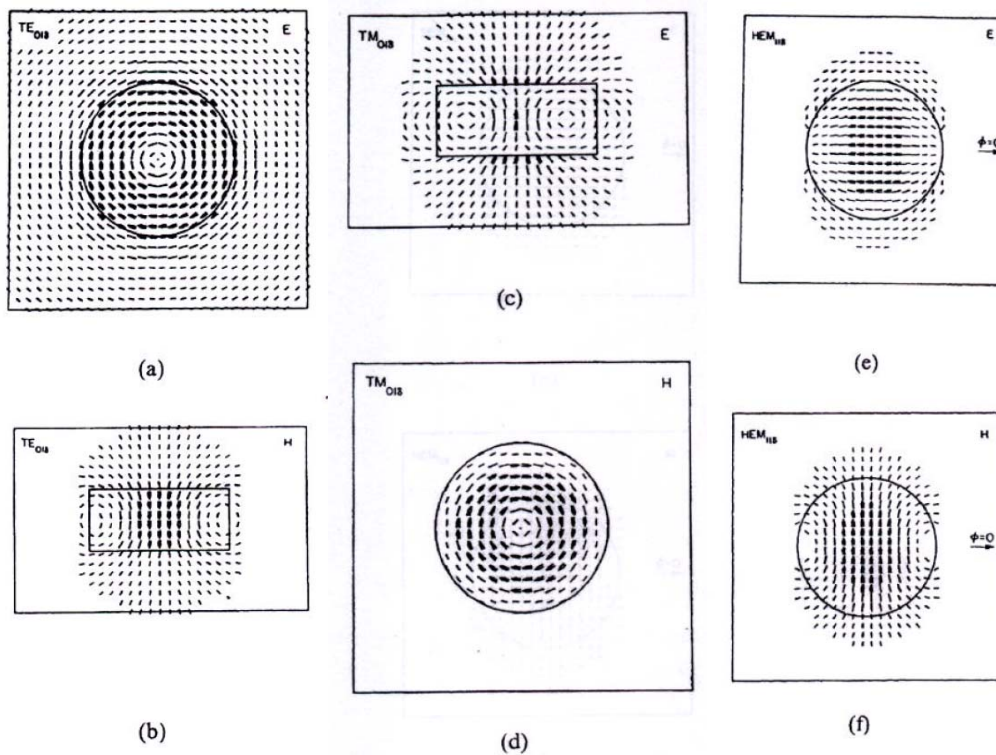 TE01δ E
(a)
TE01δ H
(b)
TM01δ E
(c)
TM01δ H
(d)
HEM11δ E
ϕ=0
(e)
HEM11δ H
ϕ=0
(f)